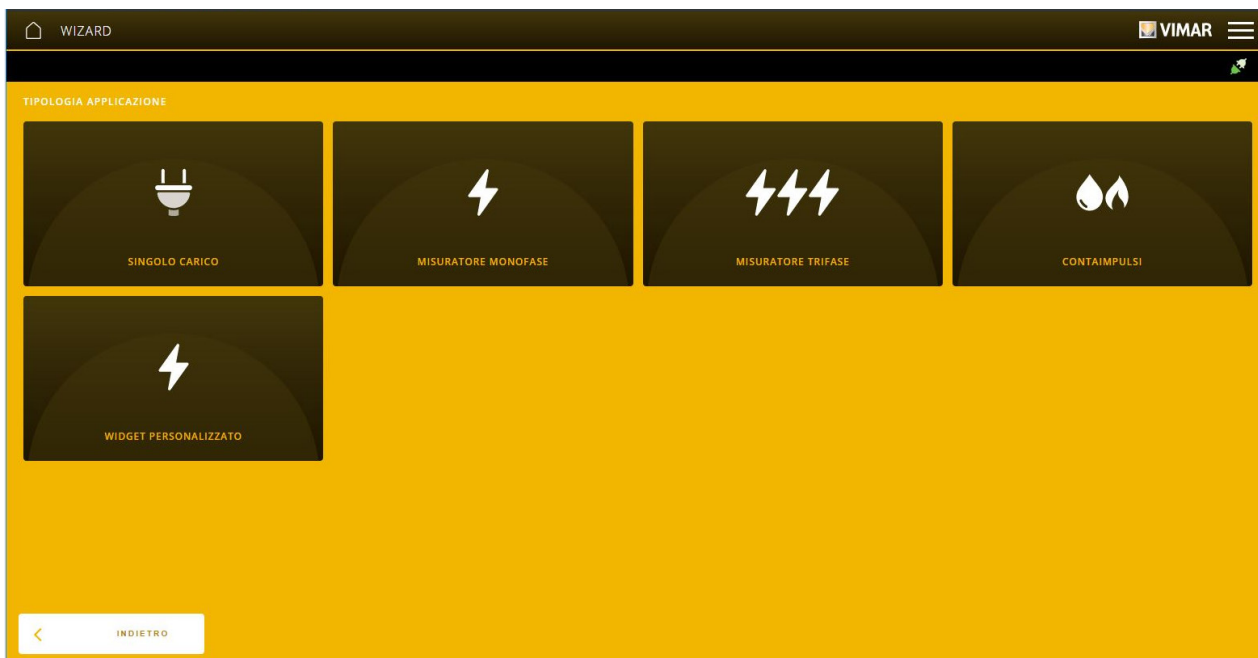 WIZARD
VIMAR
TIPOLOGIA APPLICAZIONE
SINGOLO CARICO
MISURATORE MONOFASE
MISURATORE TRIFASE
CONTAIMPULSI
WIDGET PERSONALIZZATO
INDIETRO